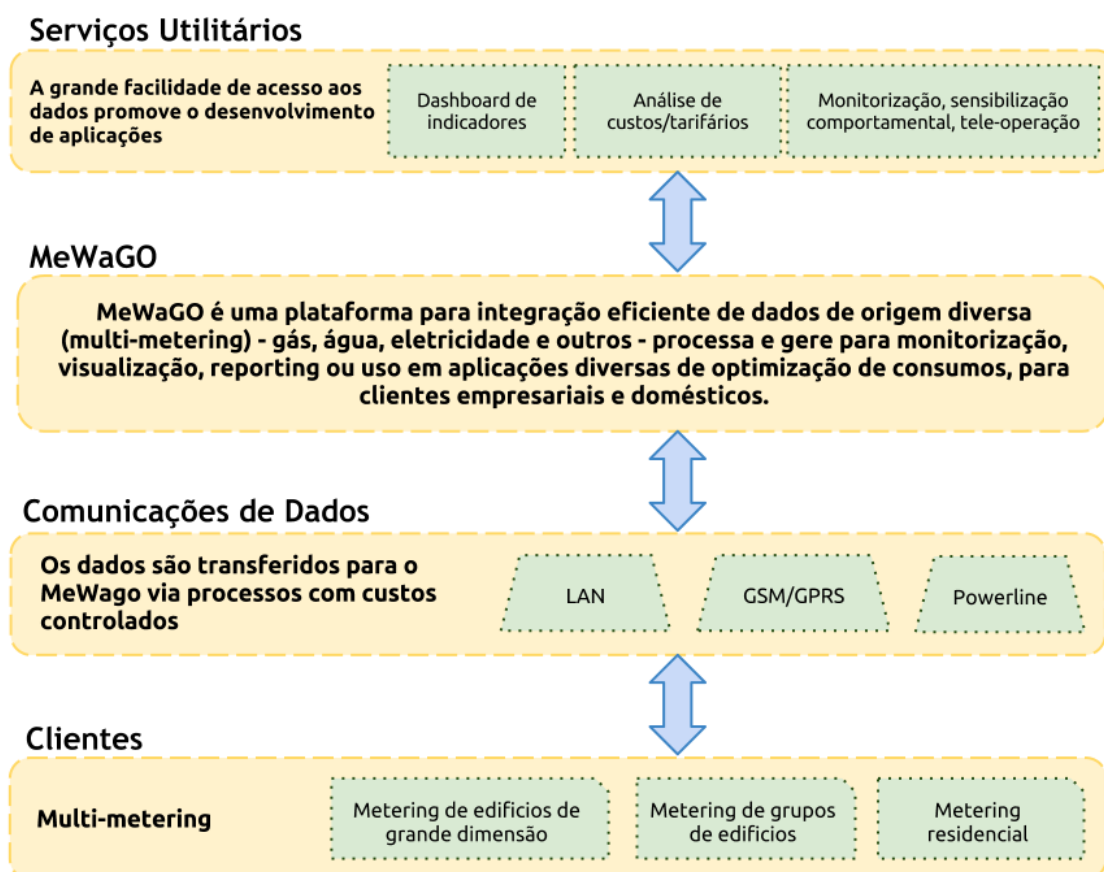 Serviços Utilitários
A grande facilidade de acesso aos
dados promove o desenvolvimento
de aplicações
Dashboard de
indicadores
Análise de
custos/tarifários
Monitorização, sensibilização
comportamental, tele-operação
MeWaGO
MeWaGO é uma plataforma para integração eficiente de dados de origem diversa
(multi-metering) - gás, água, eletricidade e outros - processa e gere para monitorização,
visualização, reporting ou uso em aplicações diversas de optimização de consumos, para
clientes empresariais e domésticos.
Comunicações de Dados
Os dados são transferidos para o
MeWago via processos com custos
controlados
LAN
GSM/GPRS
Powerline
Clientes
Multi-metering
Metering de edificios de
grande dimensão
Metering de grupos
de edificios
Metering
residencial